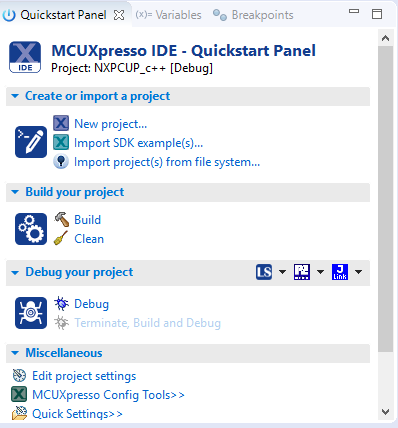 Quickstart Panel (x)= Variables Breakpoints
X
IDE
MCUXpresso IDE - Quickstart Panel
Project: NXPCUP_c++ [Debug]
Create or import a project
New project...
Import SDK example(s)...
Import project(s) from file system...
Build your project
Build
Clean
Debug your project
LS
J
Link
Debug
Terminate, Build and Debug
Miscellaneous
Edit project settings
MCUXpresso Config Tools>>
Quick Settings>>